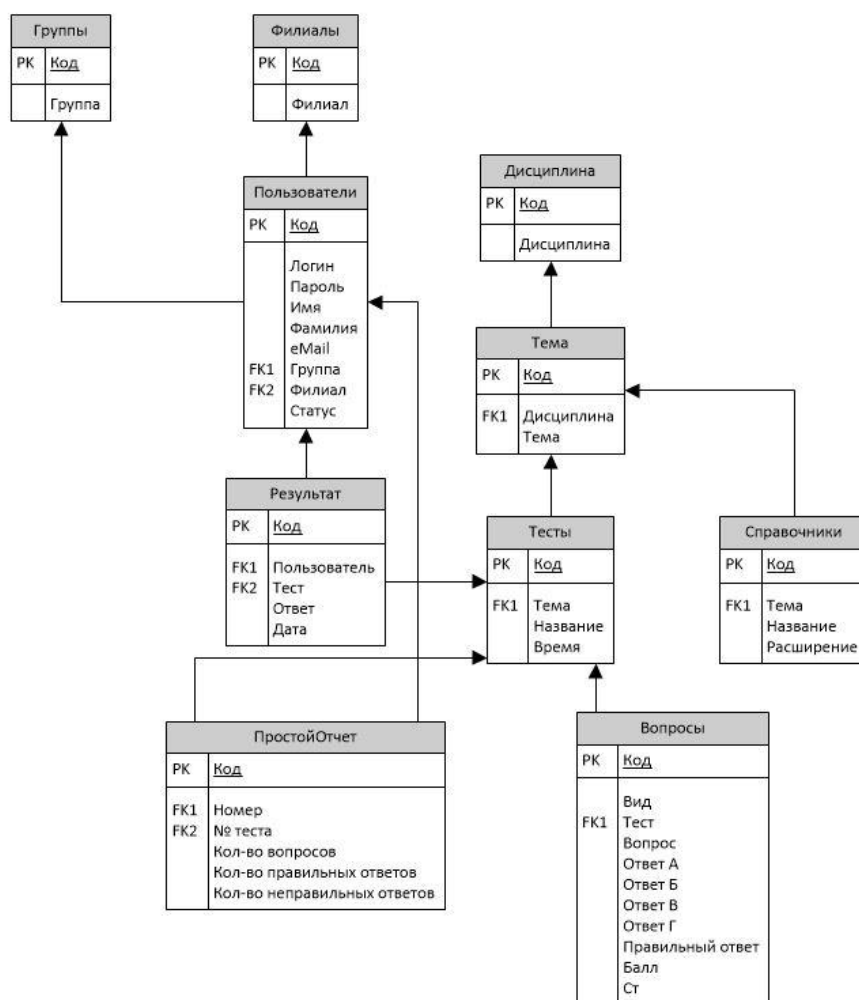 Группы
PK Код
Группа
Филиалы
PK Код
Филиал
Пользователи
PK Код
Логин
Пароль
Имя
Фамилия
eMail
FK1 Группа
FK2 Филиал
Статус
Дисциплина
PK Код
Дисциплина
Тема
PK Код
FK1 Дисциплина
Тема
Результат
PK Код
FK1 Пользователь
FK2 Тест
Ответ
Дата
Тесты
PK Код
FK1 Тема
Название
Время
Справочники
PK Код
FK1 Тема
Название
Расширение
ПростойОтчет
PK Код
FK1 Номер
FK2 № теста
Кол-во вопросов
Кол-во правильных ответов
Кол-во неправильных ответов
Вопросы
PK Код
Вид
FK1 Тест
Вопрос
Ответ А
Ответ Б
Ответ В
Ответ Г
Правильный ответ
Балл
Ст